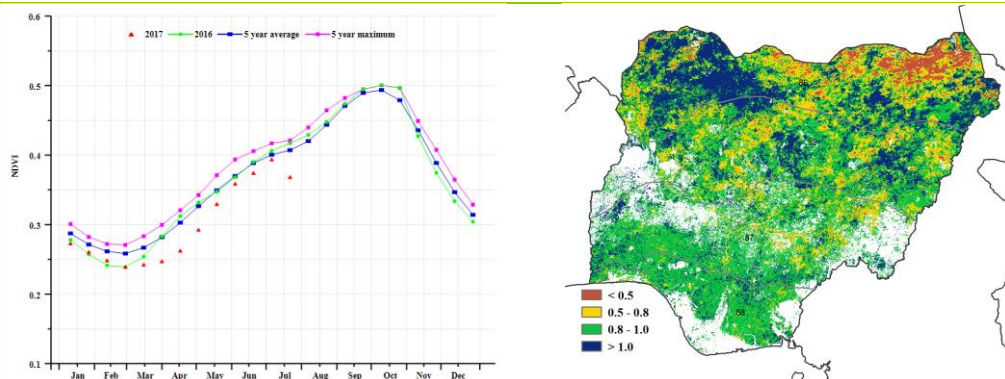 0.6
2017 2016 5 year average 5 year maximum
0.5
0.4
NDVI
0.3
0.2
0.1
Jan Feb Mar Apr May Jun Jul Aug Sep Oct Nov Dec
87
88
< 0.5
0.5 - 0.8
0.8 - 1.0
> 1.0